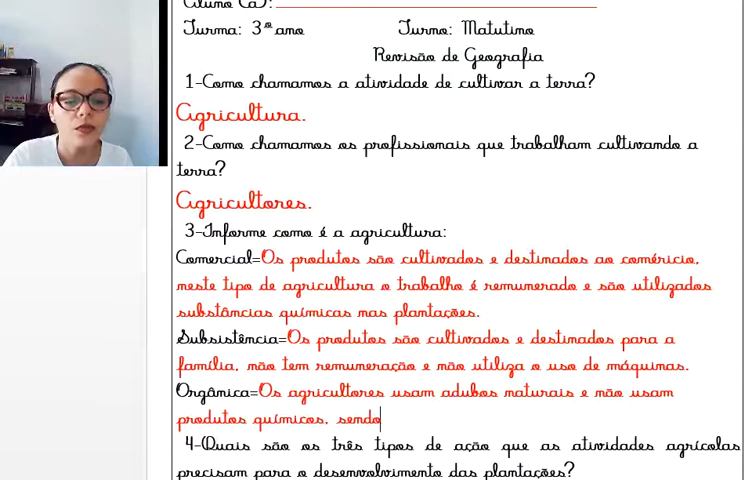 Aluno (a):
Turma: 3º ano Turno: Matutino
Revisão de Geografia
1-Como chamamos a atividade de cultivar a terra?
Agricultura.
2-Como chamamos os profissionais que trabalham cultivando a
terra?
Agricultores.
3-Informe como é a agricultura:
Comercial=Os produtos são cultivados e destinados ao coméricio,
neste tipo de agricultura o trabalho é remunerado e são utilizados
substâncias químicas nas plantações.
Subsistência=Os produtos são cultivados e destinados para a
família, não tem remuneração e não utiliza o uso de máquinas.
Orgânica=Os agricultores usam adubos naturais e não usam
produtos químicos, sendo
4-Quais são os três tipos de ação que as atividades agrícolas
precisam para o desenvolvimento das plantações?